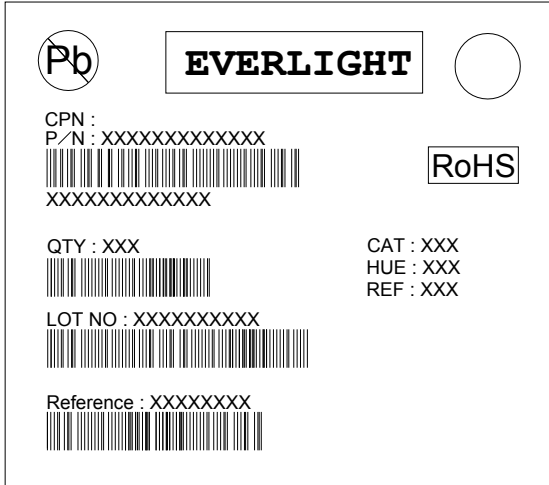 Pb
EVERLIGHT
CPN :
P/N : XXXXXXXXXXXXX
RoHS
XXXXXXXXXXXXX
QTY : XXX
CAT : XXX
HUE : XXX
REF : XXX
LOT NO : XXXXXXXXXX
Reference : XXXXXXXX